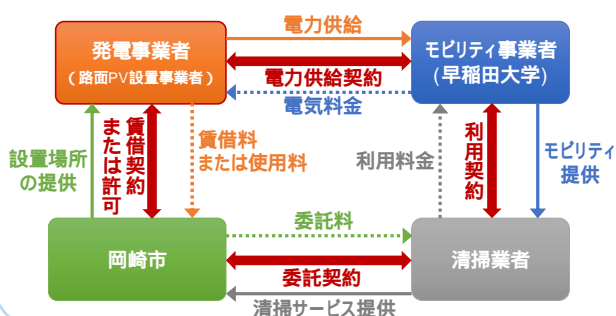 電力供給
発電事業者
（路面PV設置事業者）
電力供給契約
電気料金
モビリティ事業者
(早稲田大学)
設置場所
の提供
賃借契約
または許可
賃借料
または使用料
利用料金
利用契約
モビリティ
提供
岡崎市
委託料
委託契約
清掃サービス提供
清掃業者